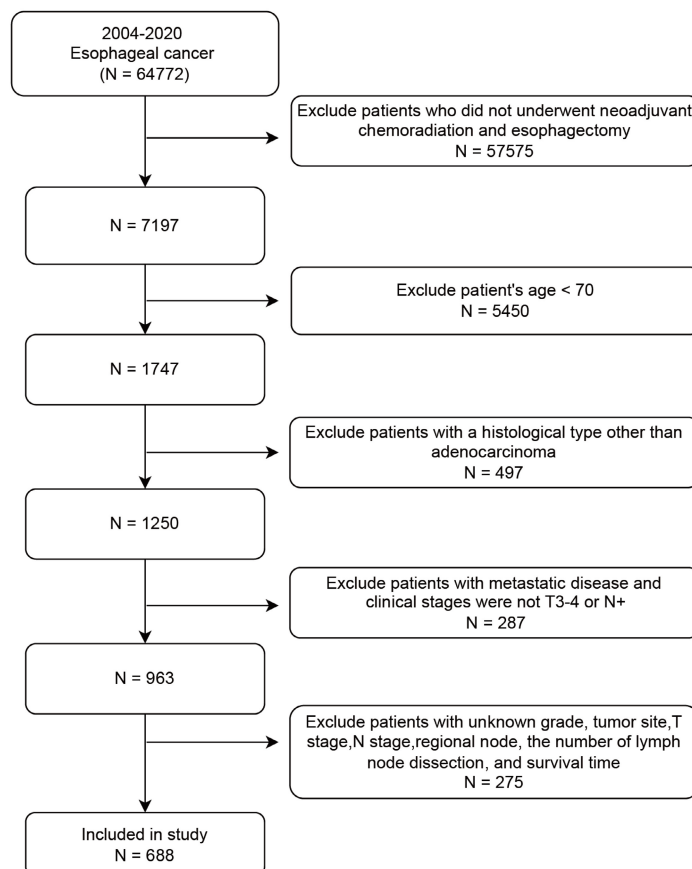 2004-2020
Esophageal cancer
(N = 64772)
Exclude patients who did not underwent neoadjuvant
chemoradiation and esophagectomy
N = 57575
N = 7197
Exclude patient's age < 70
N = 5450
N = 1747
Exclude patients with a histological type other than
adenocarcinoma
N = 497
N = 1250
Exclude patients with metastatic disease and
clinical stages were not T3-4 or N+
N = 287
N = 963
Exclude patients with unknown grade, tumor site,T
stage,N stage,regional node, the number of lymph
node dissection, and survival time
N = 275
Included in study
N = 688